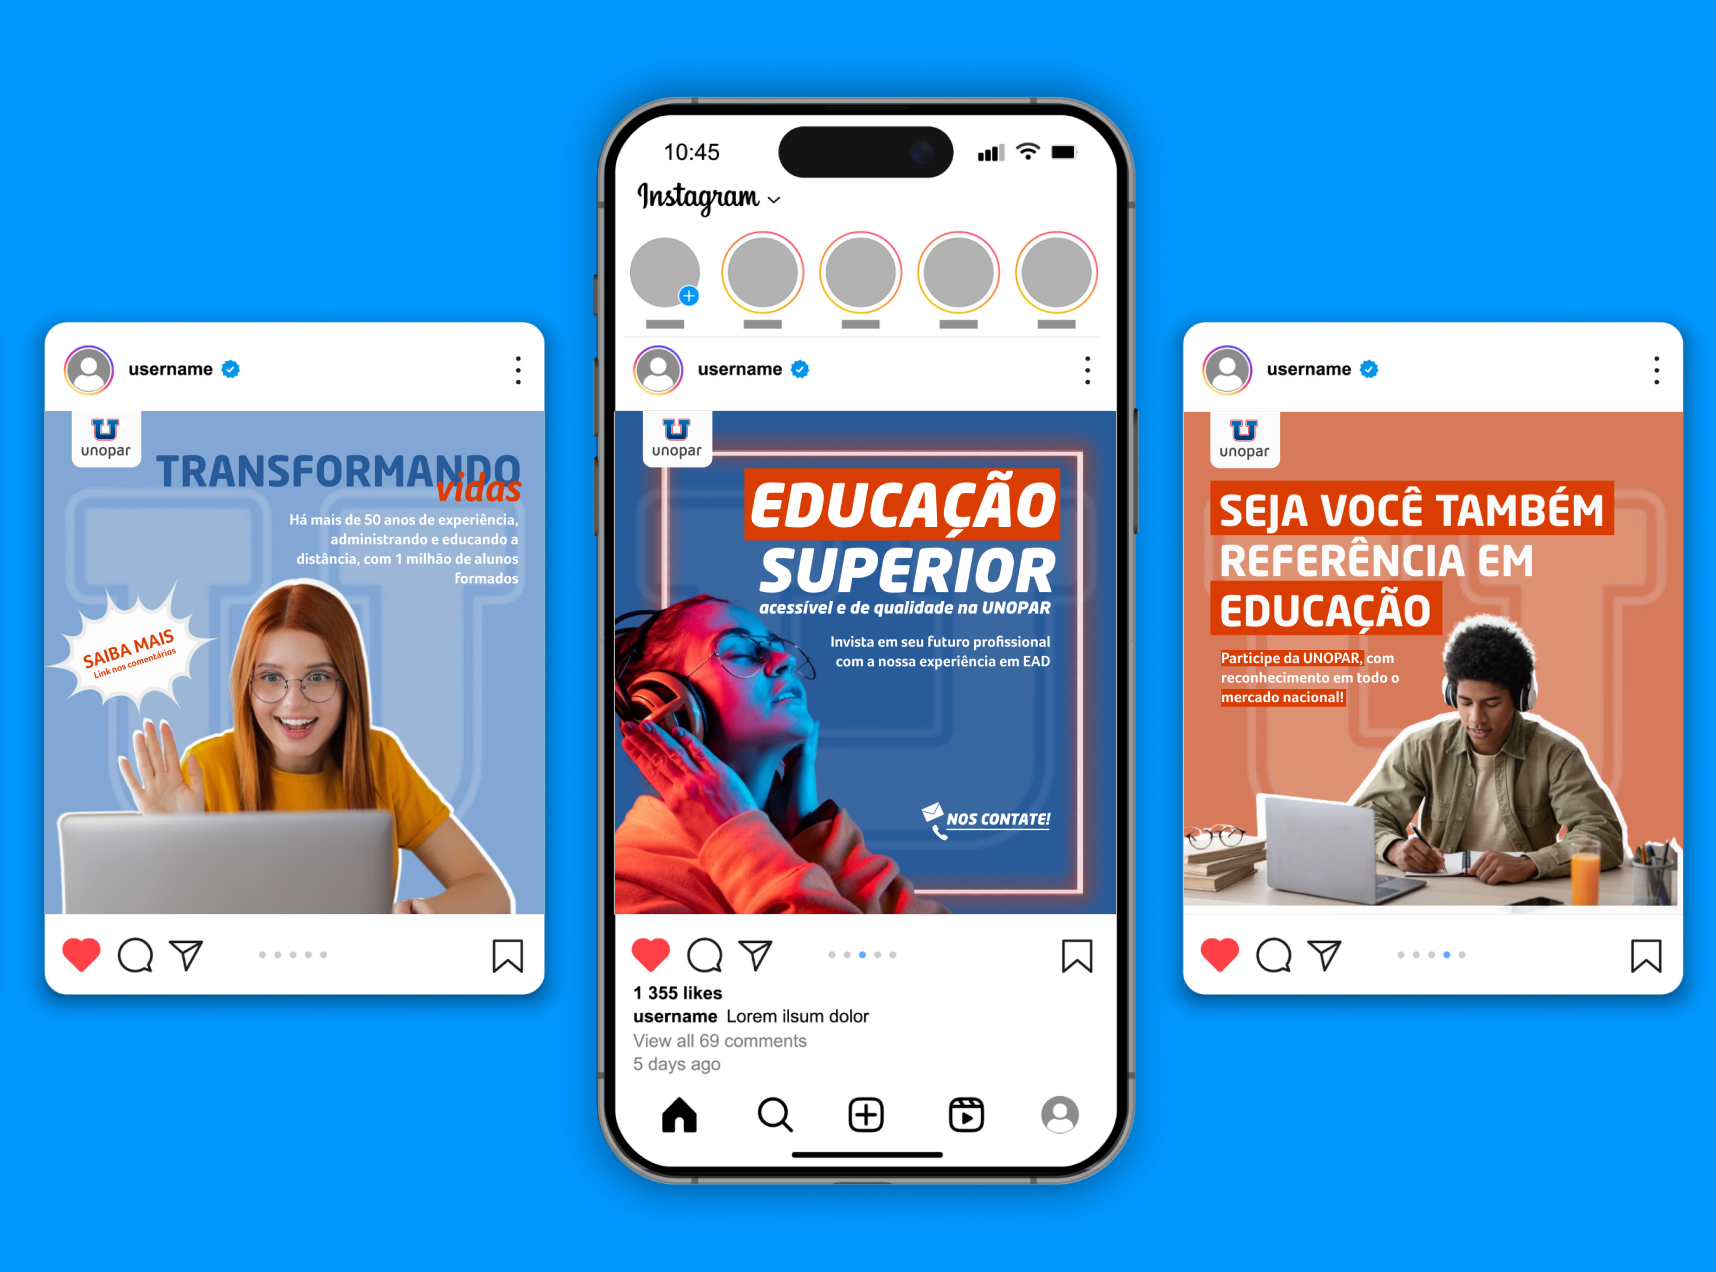 username
unopar
TRANSFORMANDO
vidas
Há mais de 50 anos de experiência,
administrando e educando a
distância, com 1 milhão de alunos
formados
SAIBA MAIS
Link nos comentários
10:45
Instagram
username
unopar
EDUCAÇÃO
SUPERIOR
acessível e de qualidade na UNOPAR
Invista em seu futuro profissional
com a nossa experiência em EAD
NOS CONTATE!
1 355 likes
username Lorem ilsum dolor
View all 69 comments
5 days ago
username
unopar
SEJA VOCÊ TAMBÉM
REFERÊNCIA EM
EDUCAÇÃO
Participe da UNOPAR, com
reconhecimento em todo o
mercado nacional!